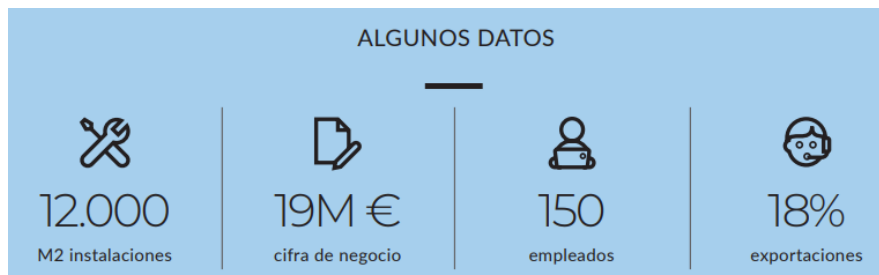 ALGUNOS DATOS
12.000
M2 instalaciones
19M €
cifra de negocio
150
empleados
18%
exportaciones